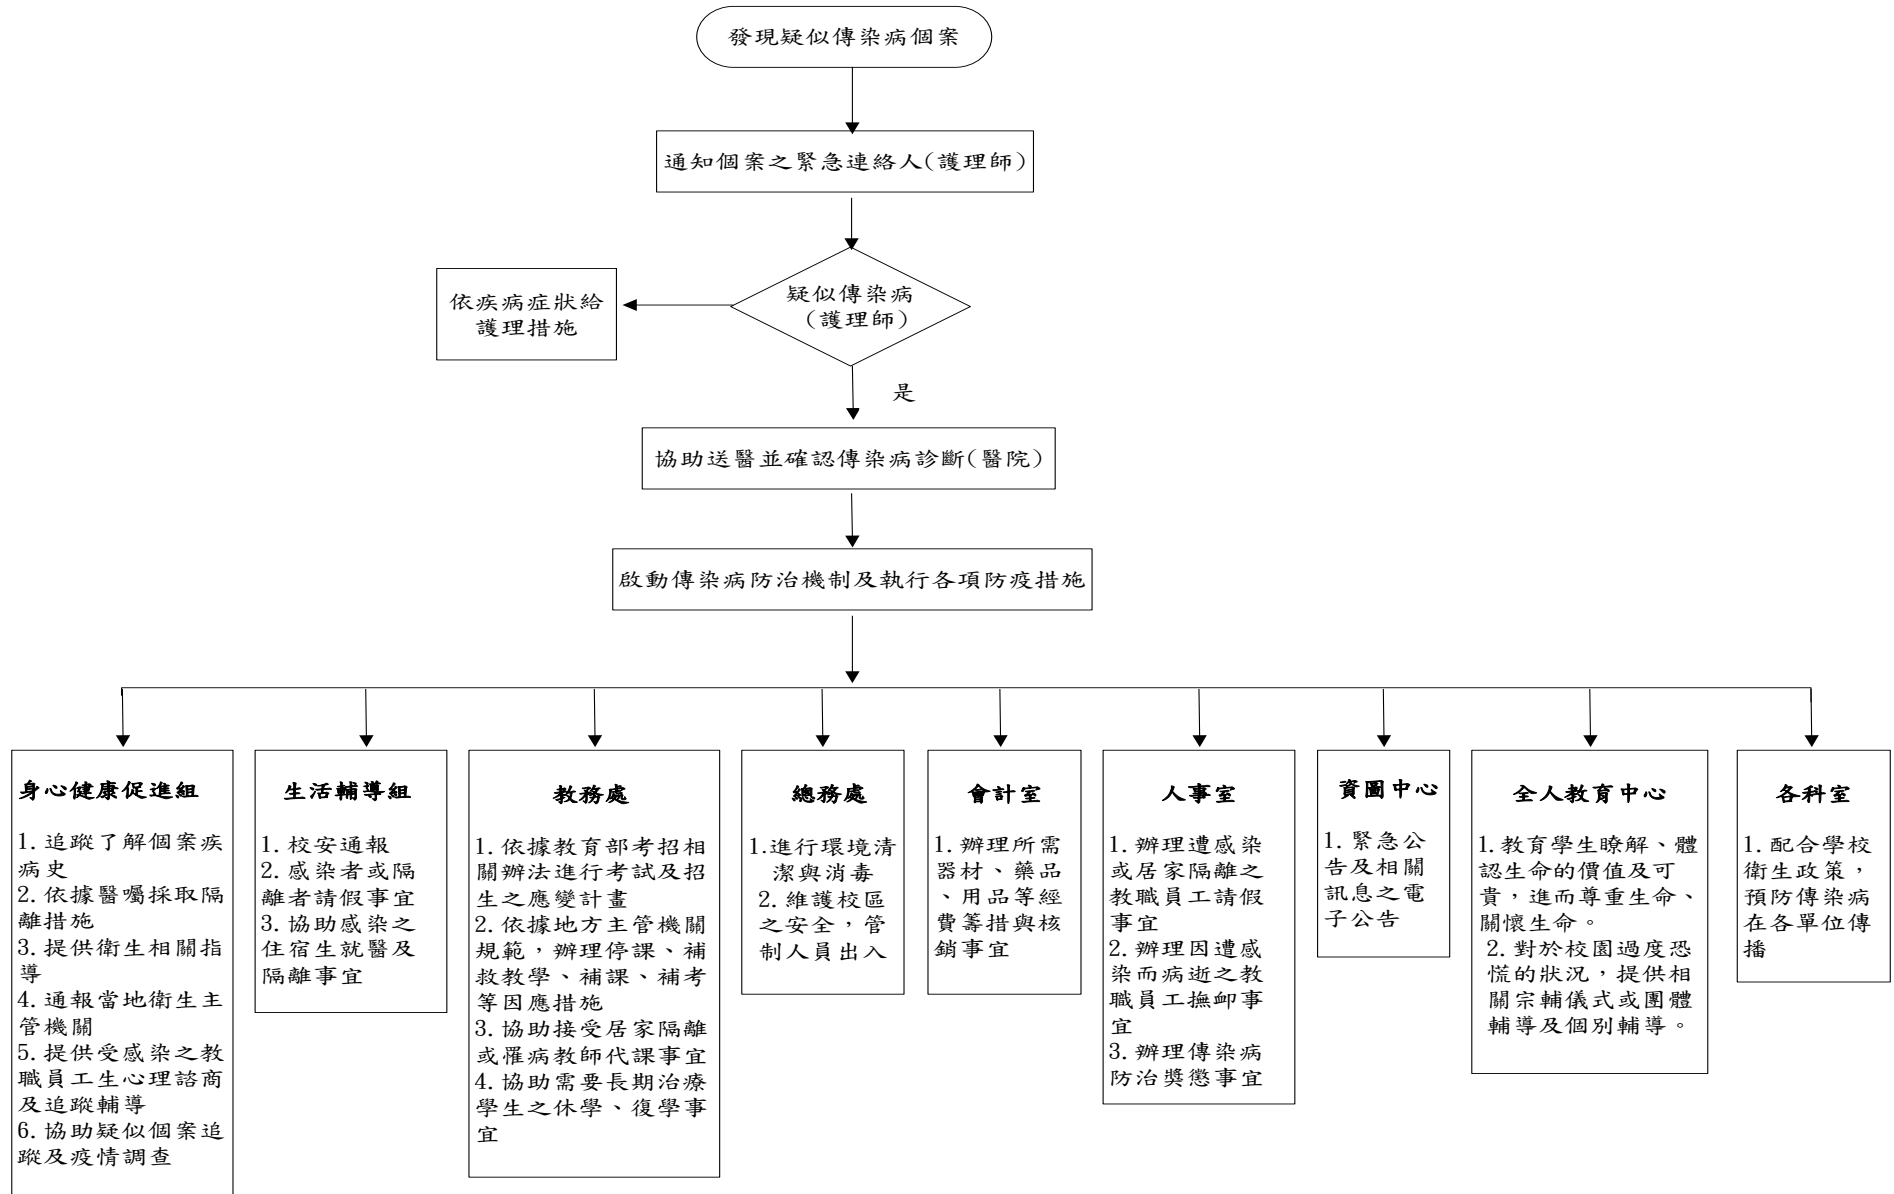 發現疑似傳染病個案
通知個案之緊急連絡人(護理師)
疑似傳染病
(護理師)
依疾病症狀給
護理措施
是
協助送醫並確認傳染病診斷(醫院)
啟動傳染病防治機制及執行各項防疫措施
身心健康促進組
1. 追蹤了解個案疾
病史
2. 依據醫囑採取隔
離措施
3. 提供衛生相關指
導
4. 通報當地衛生主
管機關
5. 提供受感染之教
職員工生心理諮商
及追蹤輔導
6. 協助疑似個案追
蹤及疫情調查
生活輔導組
1. 校安通報
2. 感染者或隔
離者請假事宜
3. 協助感染之
住宿生就醫及
隔離事宜
教務處
1. 依據教育部考招相
關辦法進行考試及招
生之應變計畫
2. 依據地方主管機關
規範，辦理停課、補
救教學、補課、補考
等因應措施
3. 協助接受居家隔離
或罹病教師代課事宜
4. 協助需要長期治療
學生之休學、復學事
宜
總務處
1.進行環境清
潔與消毒
2. 維護校區
之安全，管
制人員出入
會計室
1. 辦理所需
器材、藥品
、用品等經
費籌措與核
銷事宜
人事室
1. 辦理遭感染
或居家隔離之
教職員工請假
事宜
2. 辦理因遭感
染而病逝之教
職員工撫卹事
宜
3. 辦理傳染病
防治獎懲事宜
資圖中心
1. 緊急公
告及相關
訊息之電
子公告
全人教育中心
1. 教育學生瞭解、體
認生命的價值及可
貴，進而尊重生命、
關懷生命。
2. 對於校園過度恐
慌的狀況，提供相
關宗輔儀式或團體
輔導及個別輔導。
各科室
1. 配合學校
衛生政策，
預防傳染病
在各單位傳
播